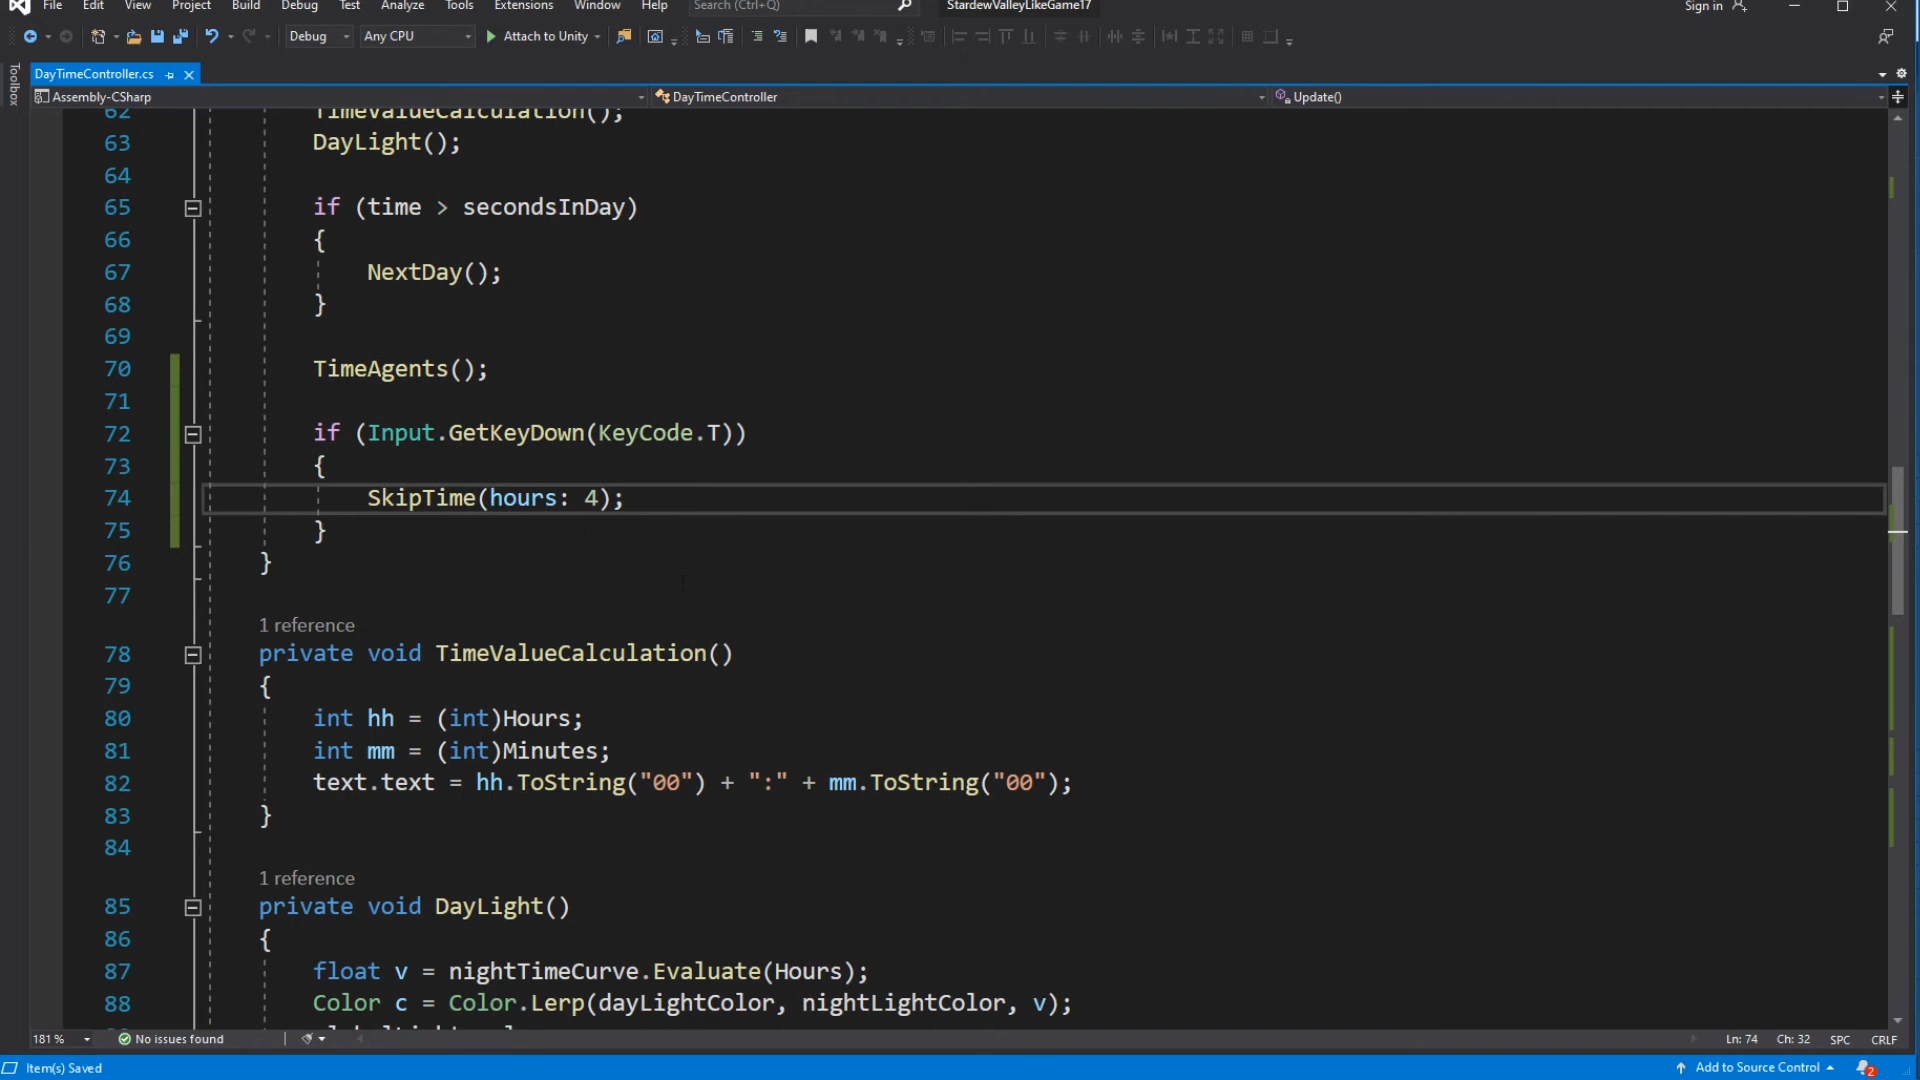 File Edit View Project Build Debug Test Analyze Tools Extensions Window Help Search (Ctrl+Q) StardewValleyLikeGame17 Sign in
Debug Any CPU Attach to Unity
Toolbox
DayTimeController.cs
Assembly-CSharp DayTimeController Update()
62 TimeValueCalculation();
63 DayLight();
64
65 if (time > secondsInDay)
66 {
67 NextDay();
68 }
69
70 TimeAgents();
71
72 if (Input.GetKeyDown(KeyCode.T))
73 {
74 SkipTime(hours: 4);
75 }
76 }
77
1 reference
78 private void TimeValueCalculation()
79 {
80 int hh = (int)Hours;
81 int mm = (int)Minutes;
82 text.text = hh.ToString("00") + ":" + mm.ToString("00");
83 }
84
1 reference
85 private void DayLight()
86 {
87 float v = nightTimeCurve.Evaluate(Hours);
88 Color c = Color.Lerp(dayLightColor, nightLightColor, v);
181 % No issues found Ln: 74 Ch: 32 SPC CRLF
Item(s) Saved Add to Source Control 2